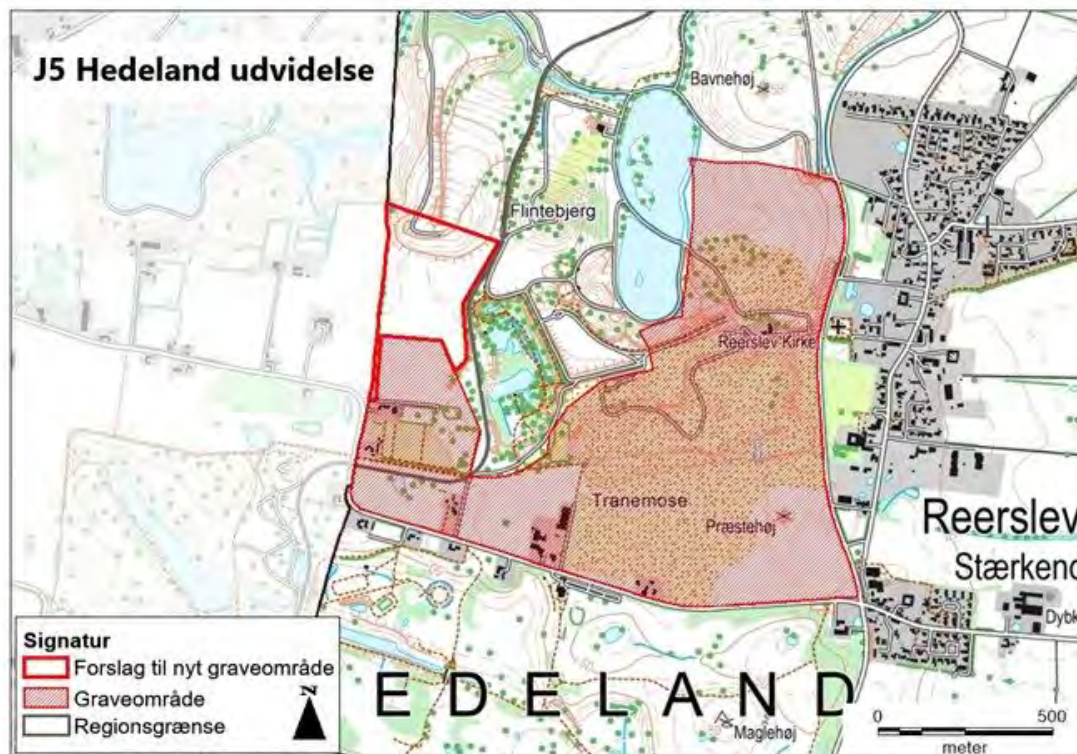 J5 Hedeland udvidelse
Bavnehøj
Flintebjerg
Reerslev Kirke
Tranemose
Præstehøj
Reerslev
Stærkend
Dybk
EDELAND
Maglehøj
Signatur
Forslag til nyt graveområde
Graveområde
Regionsgrænse
N
0 500
meter